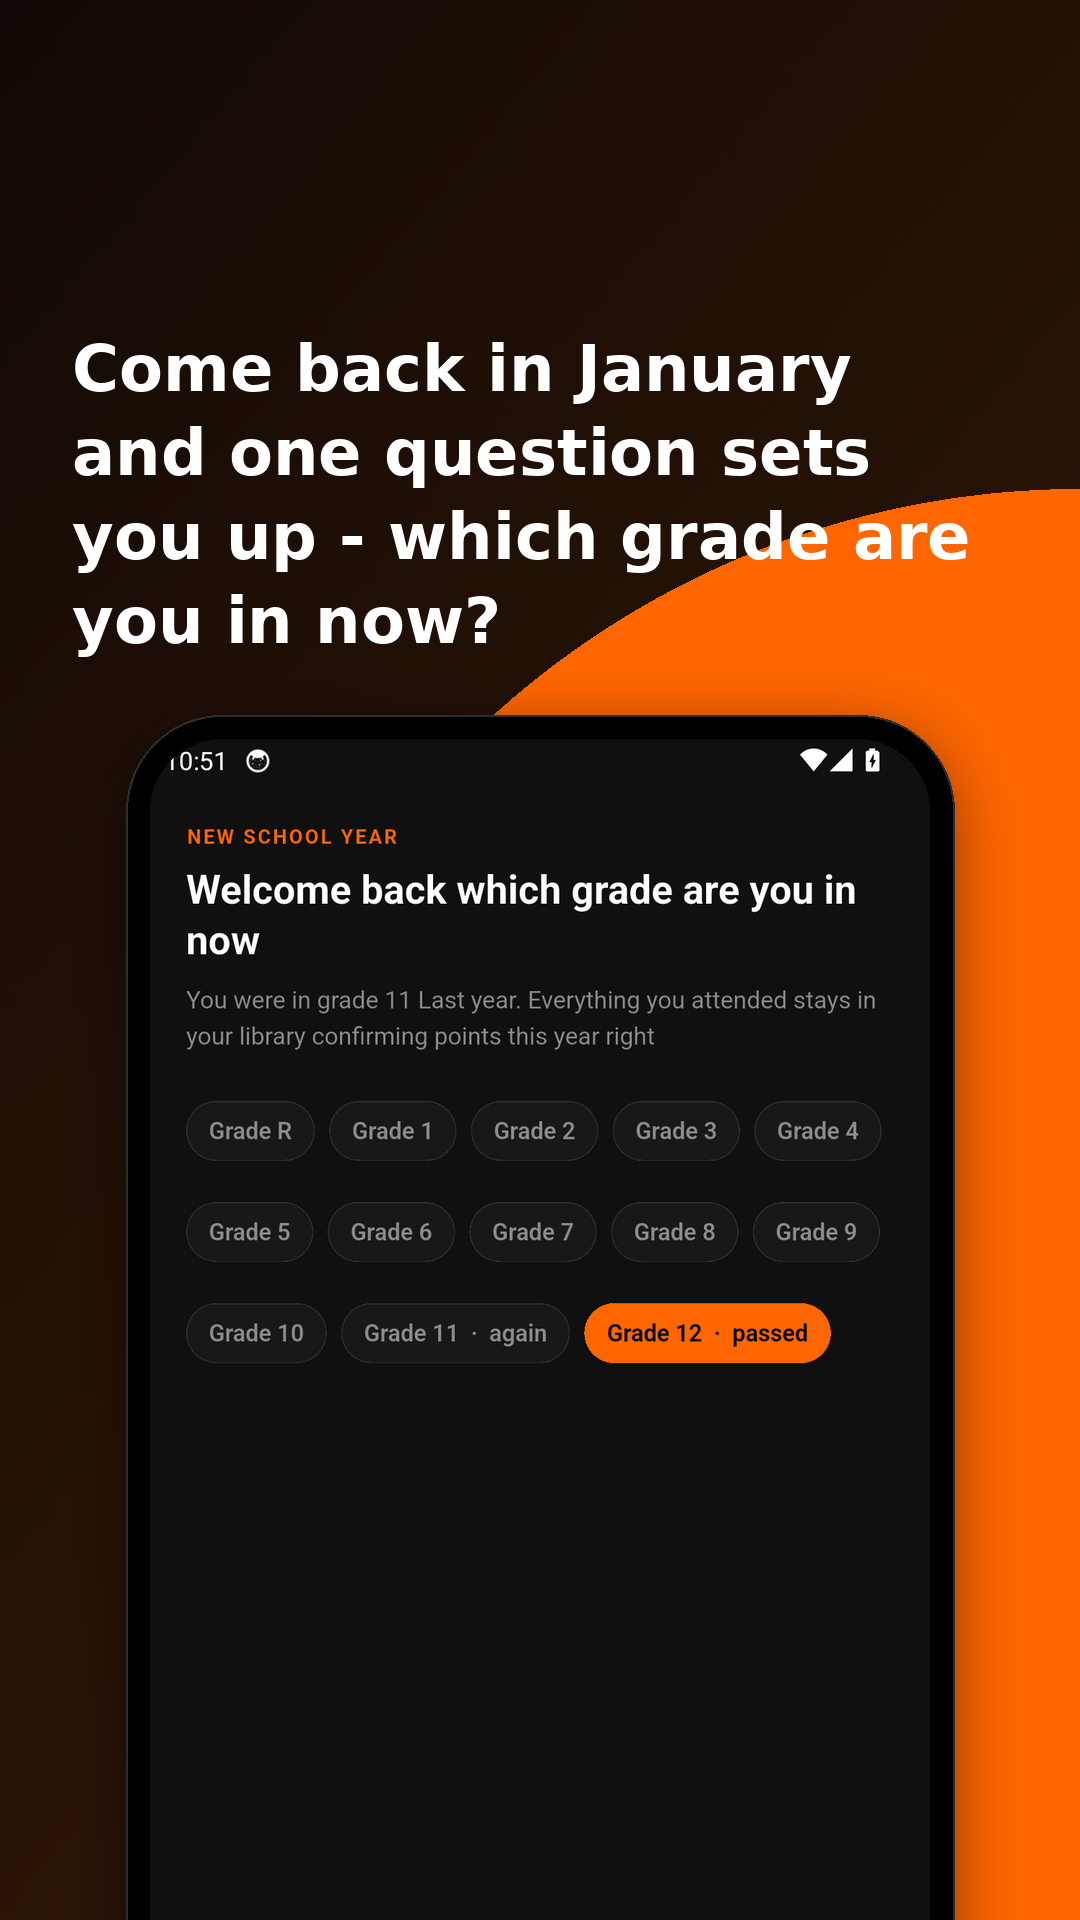 Come back in January
and one question sets
you up - which grade are
you in now?
10:51
NEW SCHOOL YEAR
Welcome back which grade are you in
now
You were in grade 11 Last year. Everything you attended stays in
your library confirming points this year right
Grade R Grade 1 Grade 2 Grade 3 Grade 4
Grade 5 Grade 6 Grade 7 Grade 8 Grade 9
Grade 10 Grade 11 · again Grade 12 · passed